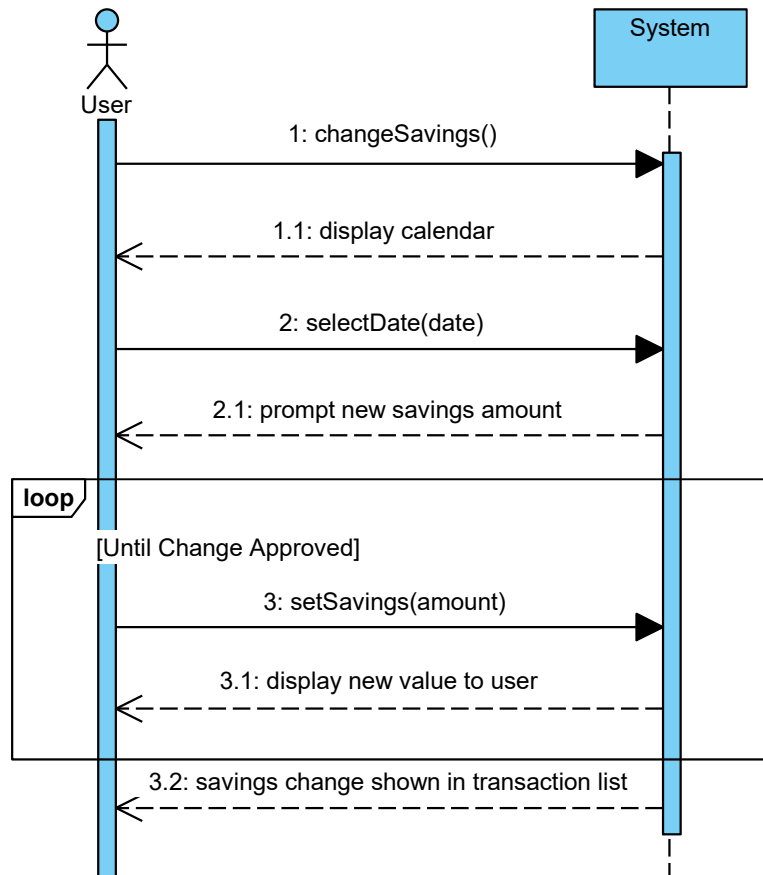 User
System
1: changeSavings()
1.1: display calendar
2: selectDate(date)
2.1: prompt new savings amount
loop
[Until Change Approved]
3: setSavings(amount)
3.1: display new value to user
3.2: savings change shown in transaction list